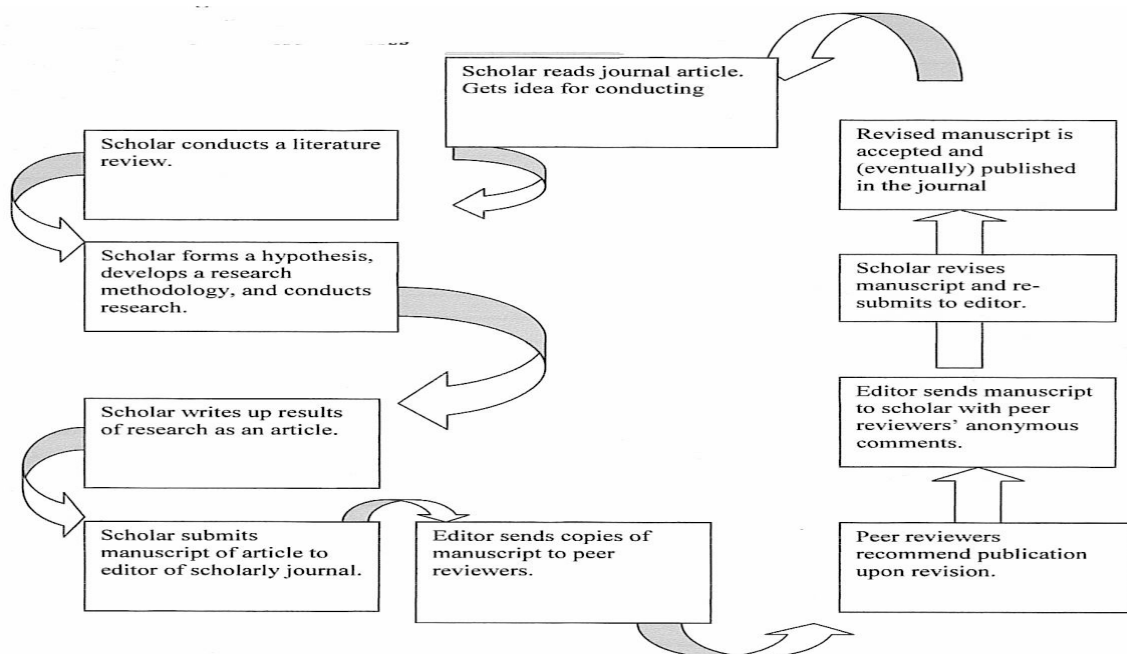 Scholar reads journal article.
Gets idea for conducting
Scholar conducts a literature
review.
Scholar forms a hypothesis,
develops a research
methodology, and conducts
research.
Scholar writes up results
of research as an article.
Scholar submits
manuscript of article to
editor of scholarly journal.
Editor sends copies of
manuscript to peer
reviewers.
Peer reviewers
recommend publication
upon revision.
Editor sends manuscript
to scholar with peer
reviewers’ anonymous
comments.
Scholar revises
manuscript and re-
submits to editor.
Revised manuscript is
accepted and
(eventually) published
in the journal